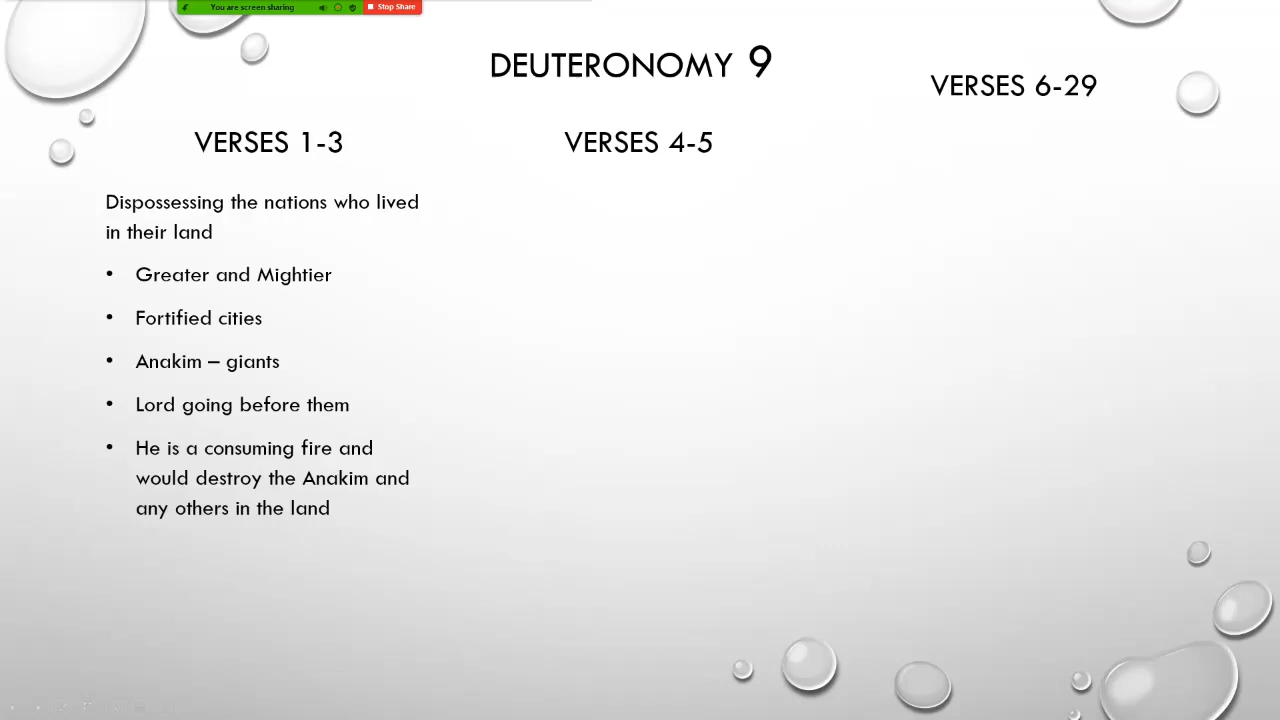 You are screen sharing
Stop Share
DEUTERONOMY 9
VERSES 6-29
VERSES 1-3
VERSES 4-5
Dispossessing the nations who lived
in their land
• Greater and Mightier
• Fortified cities
• Anakim – giants
• Lord going before them
• He is a consuming fire and
would destroy the Anakim and
any others in the land